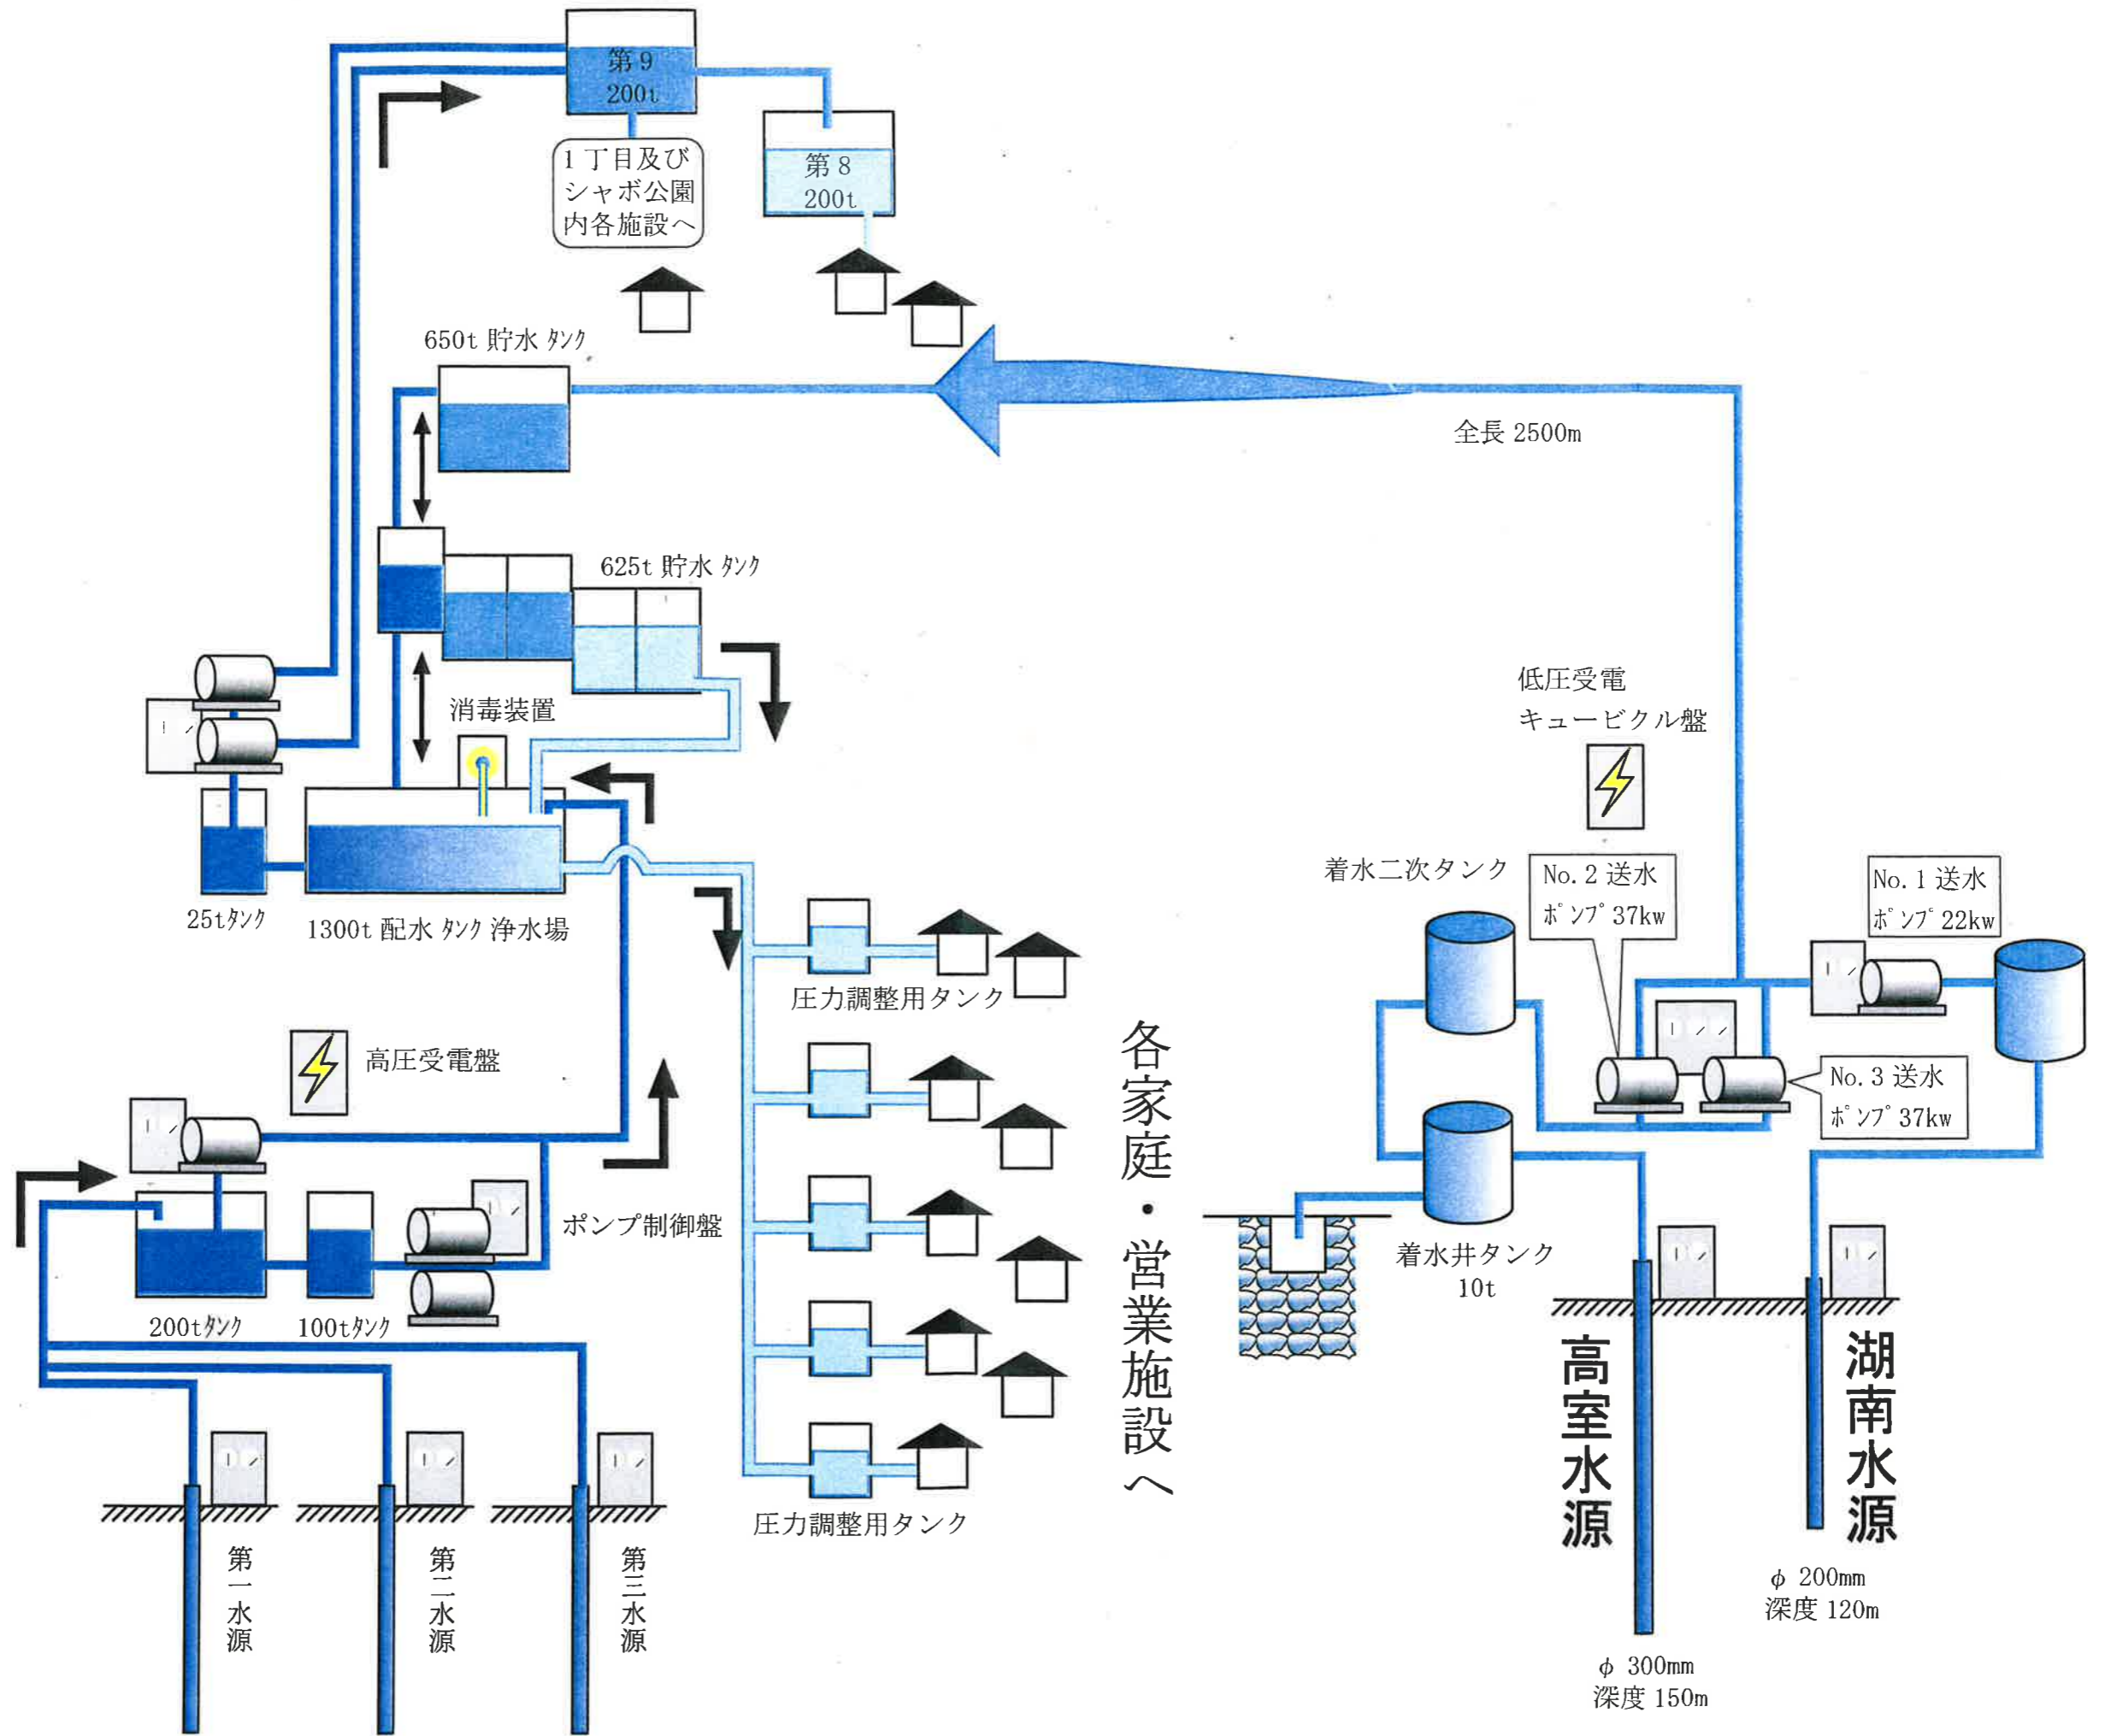 第9
200t
1丁目及び
シャボ公園
内各施設へ
第8
200t
650t 貯水 タンク
全長 2500m
625t 貯水 タンク
消毒装置
25tタンク
1300t 配水 タンク 浄水場
圧力調整用タンク
高圧受電盤
ポンプ制御盤
200tタンク
100tタンク
圧力調整用タンク
第一水源
第二水源
第三水源
各家庭・営業施設へ
低圧受電
キュービクル盤
着水二次タンク
No.2 送水
ポンプ 37kw
No.1 送水
ポンプ 22kw
No.3 送水
ポンプ 37kw
着水井タンク
10t
高室水源
湖南水源
φ 200mm
深度 120m
φ 300mm
深度 150m